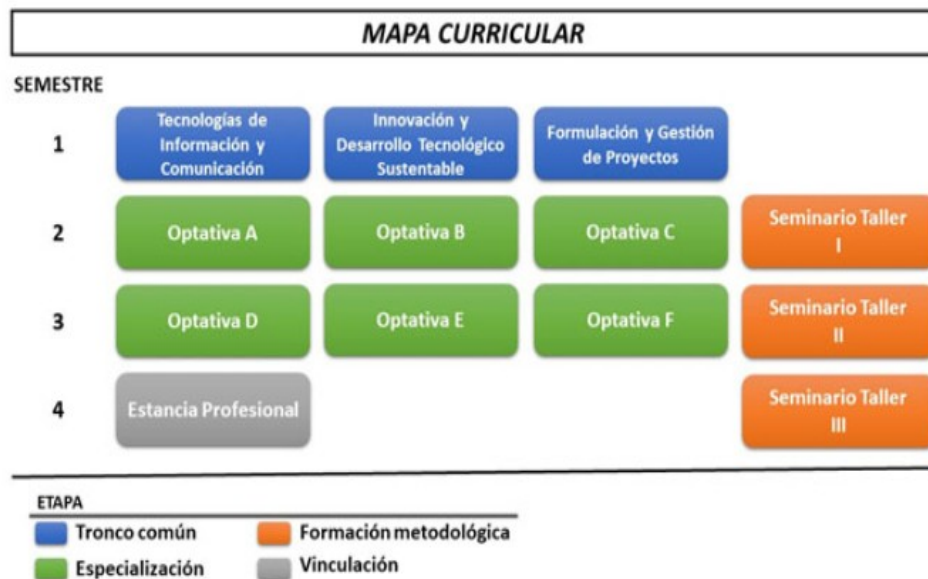 MAPA CURRICULAR
SEMESTRE
1
Tecnologías de
Información y
Comunicación
Innovación y
Desarrollo Tecnológico
Sustentable
Formulación y Gestión
de Proyectos
2
Optativa A
Optativa B
Optativa C
Seminario Taller
I
3
Optativa D
Optativa E
Optativa F
Seminario Taller
II
4
Estancia Profesional
Seminario Taller
III
ETAPA
Tronco común
Formación metodológica
Especialización
Vinculación